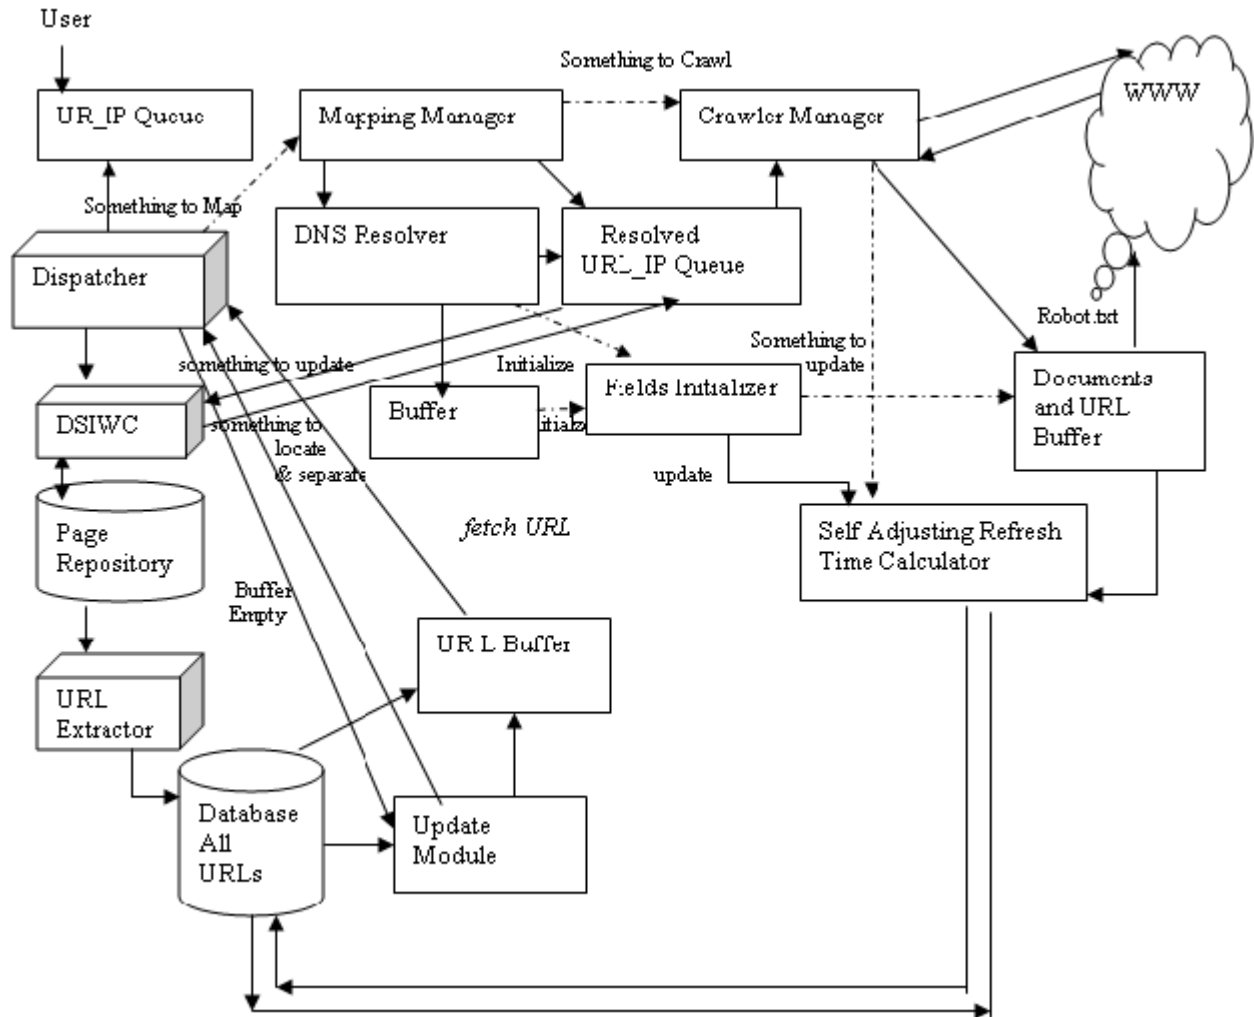 User
Something to Crawl
WWW
UR_IP Queue
Mapping Manager
Crawler Manager
Something to Map
DNS Resolver
Resolved
URL_IP Queue
Dispatcher
Robot.txt
something to update
Initialize
Something to
update
Fields Initializer
Documents
and URL
Buffer
DSIWC
Buffer
something to
locate
& separate
itialize
update
Page
Repository
fetch URL
Self Adjusting Refresh
Time Calculator
Buffer
Empty
URL Buffer
URL
Extractor
Database
All
URLs
Update
Module